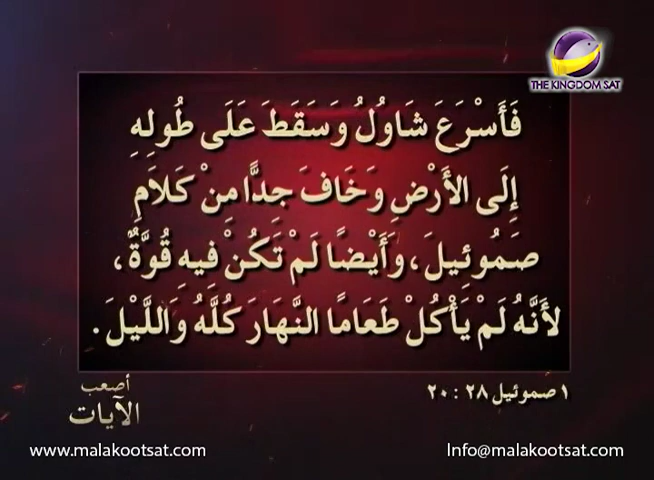 THE KINGDOM SAT
فَأَسْرَعَ شَاوُلُ وَسَقَطَ عَلَى طُولِهِ
إِلَى الأَرْضِ وَخَافَ جِدًّا مِنْ كَلاَمِ
صَمُوئِيلَ، وَأَيْضًا لَمْ تَكُنْ فِيهِ قُوَّةٌ،
لأَنَّهُ لَمْ يَأْكُلْ طَعَامًا النَّهَارَ كُلَّهُ وَاللَّيْلَ.
١ صموئيل ٢٨ : ٢٠
أصعب
الآيات
www.malakootsat.com
Info@malakootsat.com